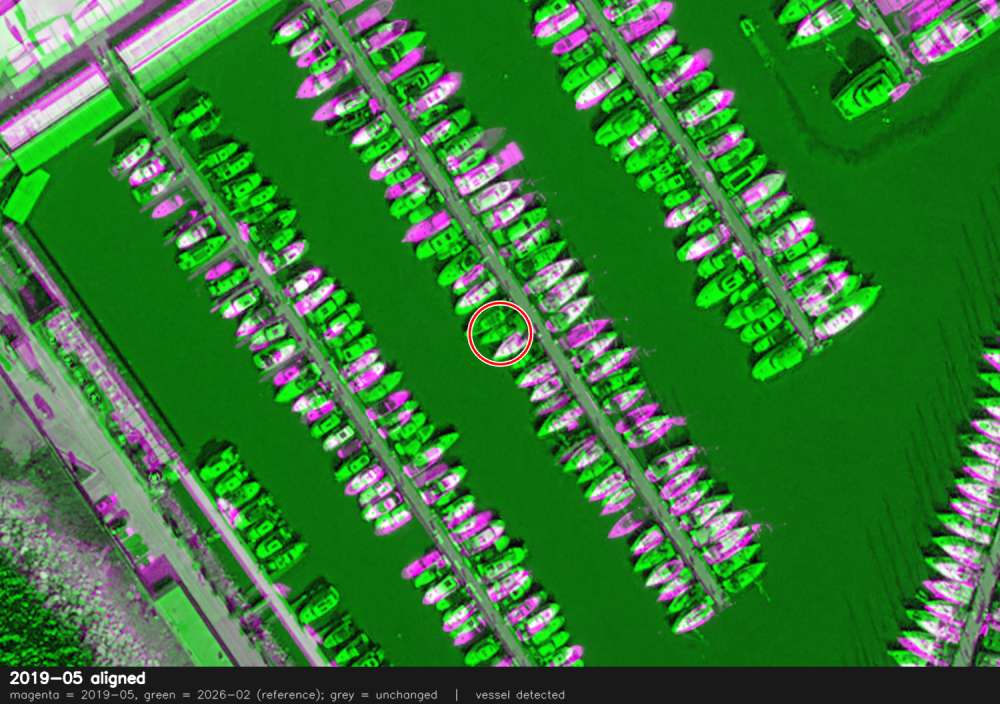 2019-05 aligned
magenta = 2019-05, green = 2026-02 (reference); grey = unchanged | vessel detected